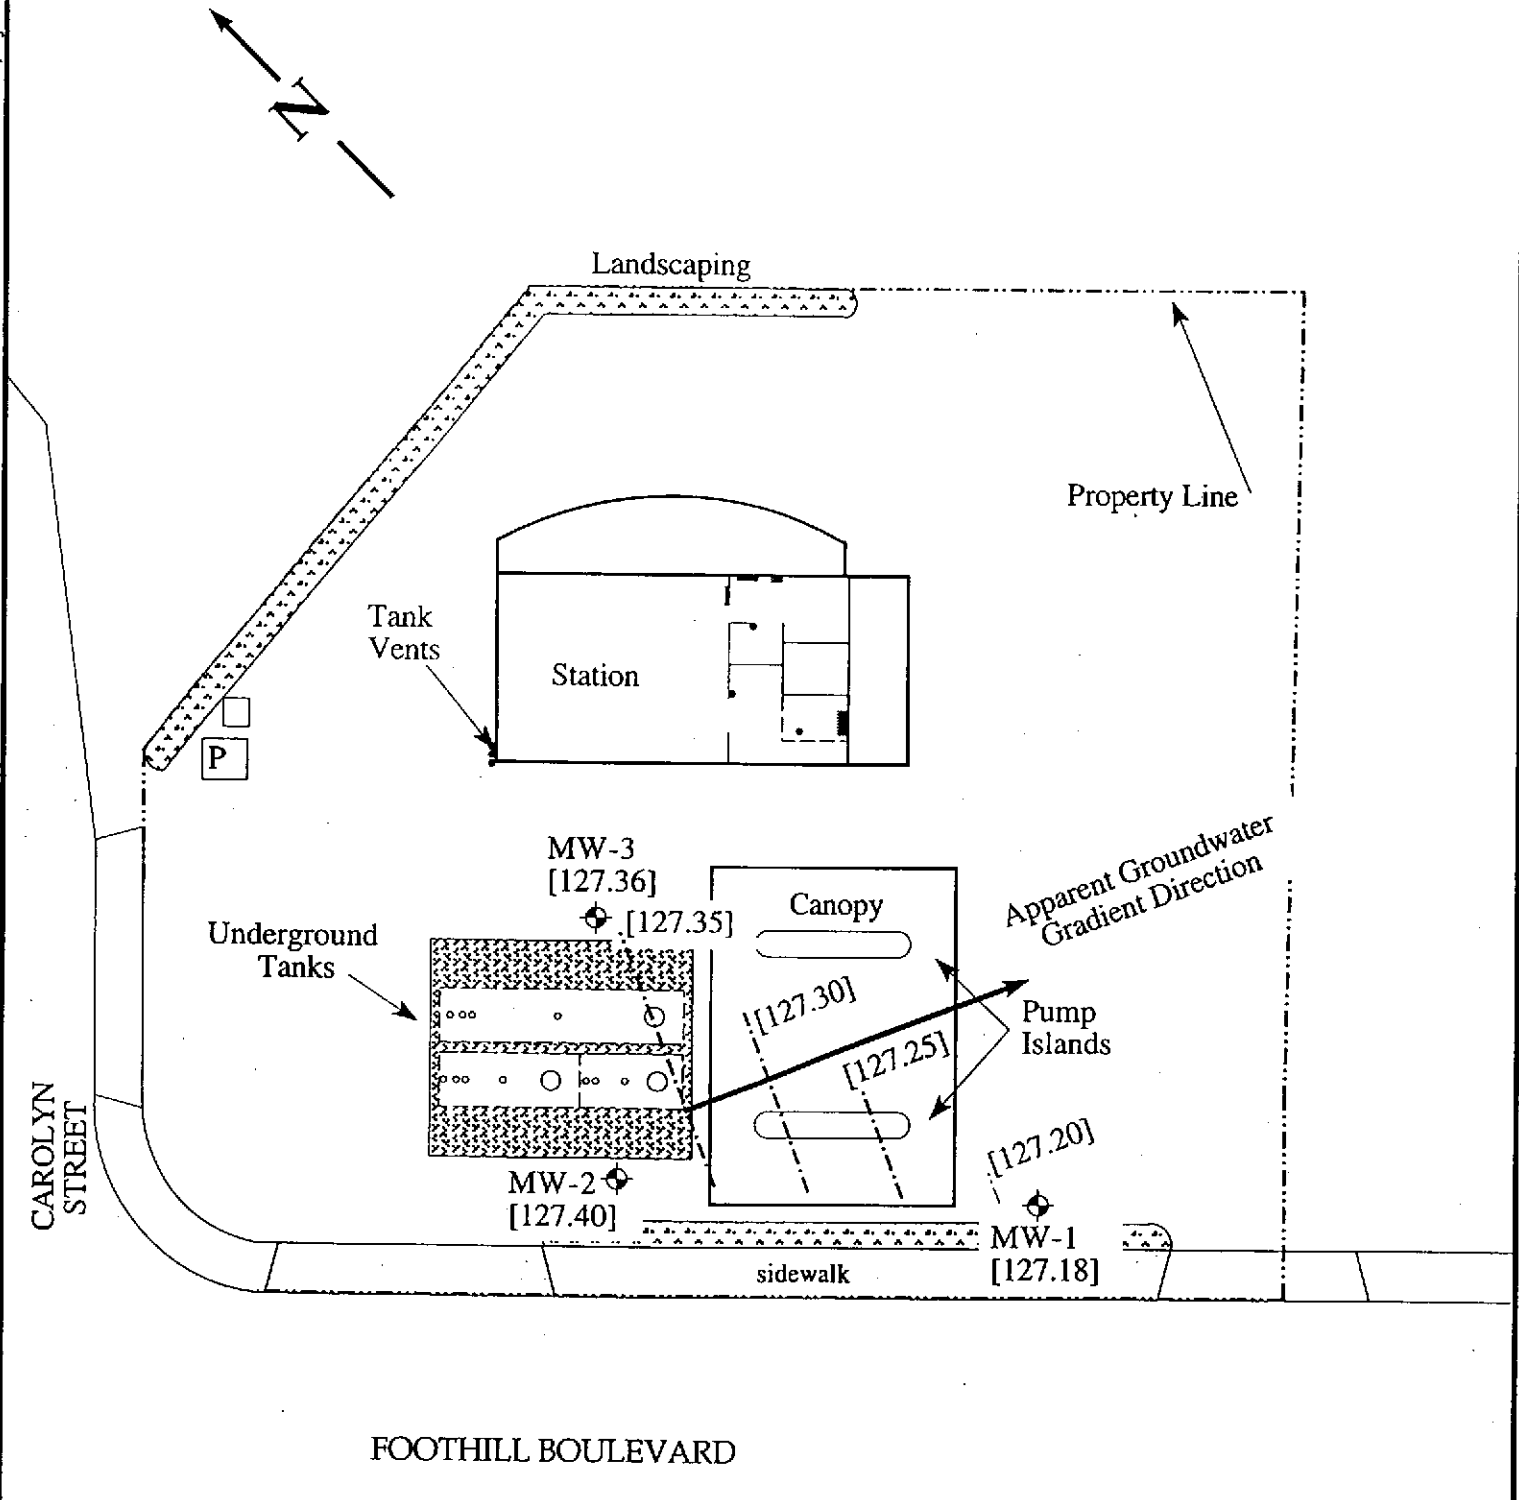 N
Landscaping
Property Line
Tank
Vents
Station
P
MW-3
[127.36]
[127.35]
Canopy
Apparent Groundwater
Gradient Direction
Underground
Tanks
[127.30]
[127.25]
Pump
Islands
CAROLYN
STREET
[127.20]
MW-2
[127.40]
MW-1
[127.18]
sidewalk
FOOTHILL BOULEVARD